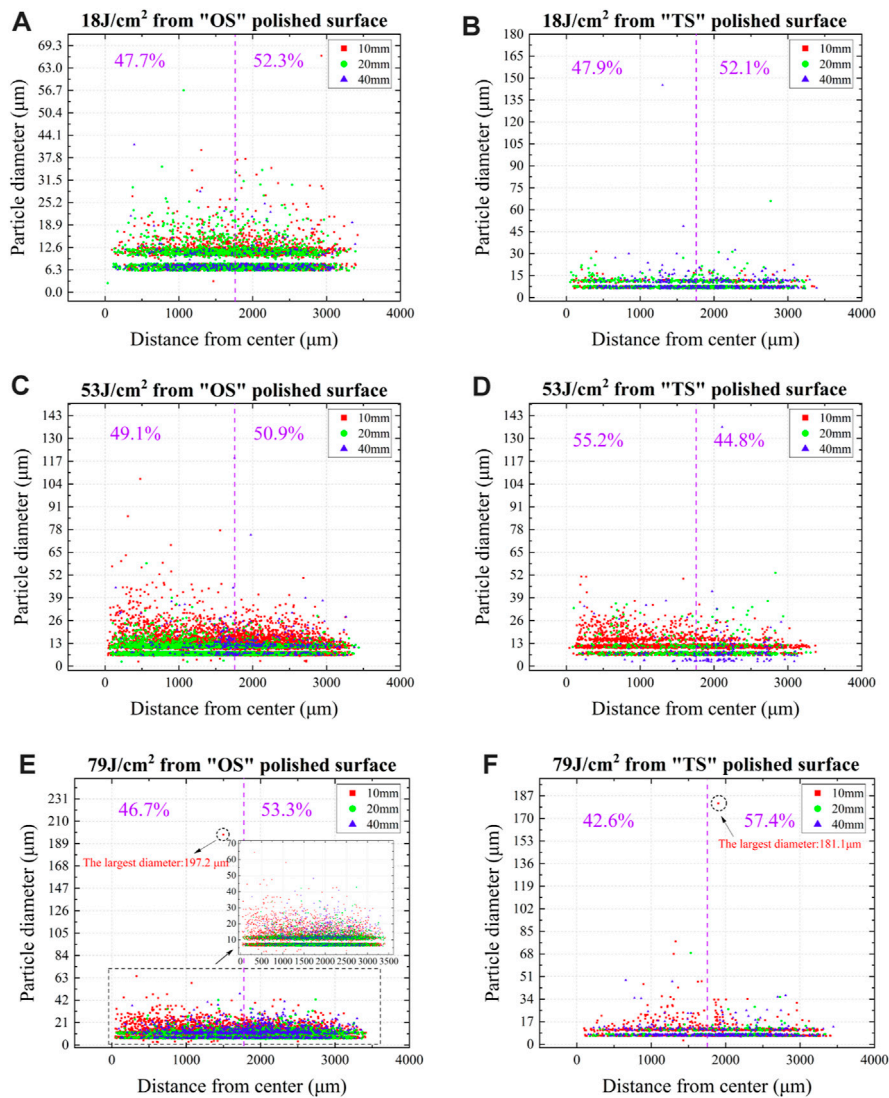 A
18J/cm² from "OS" polished surface
69.3
63.0
56.7
50.4
44.1
37.8
31.5
25.2
18.9
12.6
6.3
0.0
47.7%
52.3%
10mm
20mm
40mm
0
1000
2000
3000
4000
Particle diameter (μm)
Distance from center (μm)
B
18J/cm² from "TS" polished surface
180
165
150
135
120
105
90
75
60
45
30
15
0
47.9%
52.1%
10mm
20mm
40mm
0
1000
2000
3000
4000
Particle diameter (μm)
Distance from center (μm)
C
53J/cm² from "OS" polished surface
143
130
117
104
91
78
65
52
39
26
13
0
49.1%
50.9%
10mm
20mm
40mm
0
1000
2000
3000
4000
Particle diameter (μm)
Distance from center (μm)
D
53J/cm² from "TS" polished surface
143
130
117
104
91
78
65
52
39
26
13
0
55.2%
44.8%
10mm
20mm
40mm
0
1000
2000
3000
4000
Particle diameter (μm)
Distance from center (μm)
E
79J/cm² from "OS" polished surface
231
210
189
168
147
126
105
84
63
42
21
0
46.7%
53.3%
10mm
20mm
40mm
The largest diameter:197.2 μm
70
60
50
40
30
20
10
0
500
1000
1500
2000
2500
3000
3500
0
1000
2000
3000
4000
Particle diameter (μm)
Distance from center (μm)
F
79J/cm² from "TS" polished surface
187
170
153
136
119
102
85
68
51
34
17
0
42.6%
57.4%
10mm
20mm
40mm
The largest diameter:181.1μm
0
1000
2000
3000
4000
Particle diameter (μm)
Distance from center (μm)